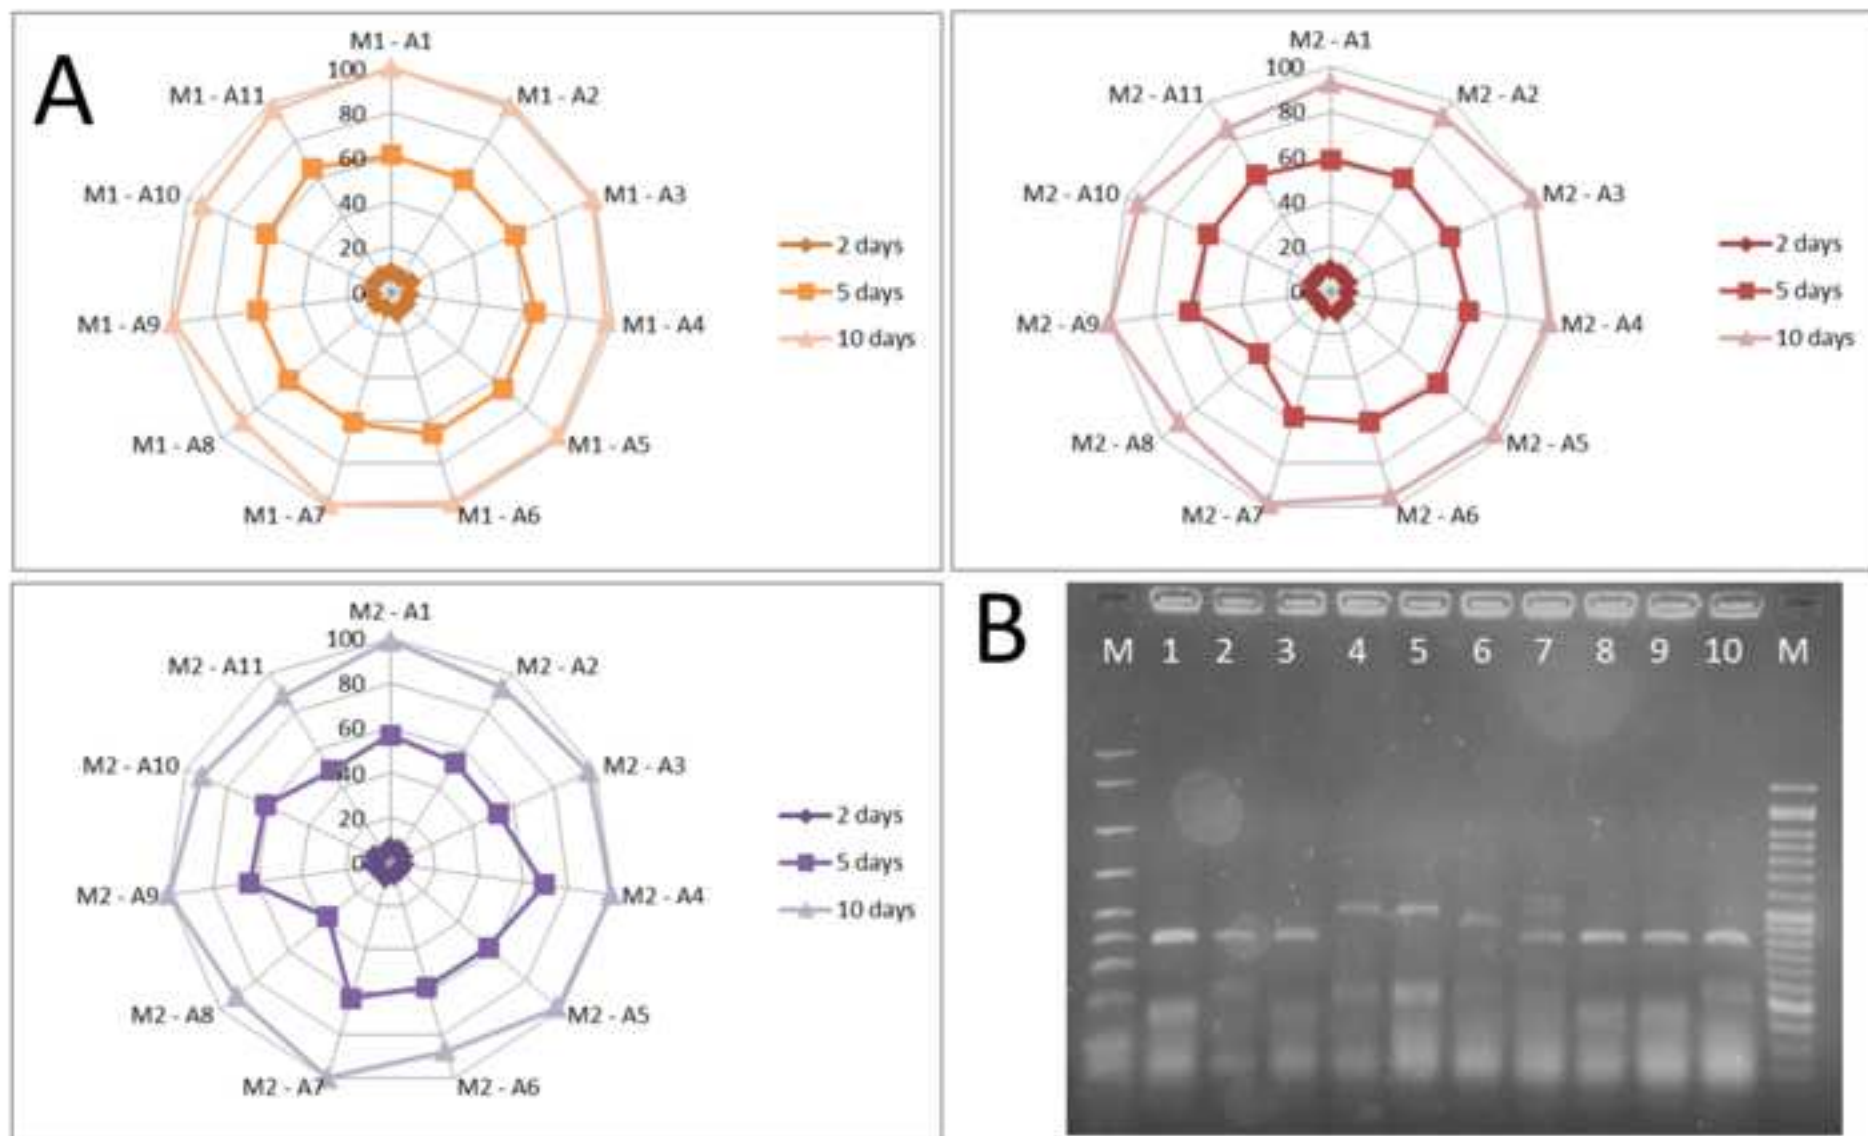 A
M1 - A1
M1 - A2
M1 - A3
M1 - A4
M1 - A5
M1 - A6
M1 - A7
M1 - A8
M1 - A9
M1 - A10
M1 - A11
100
80
60
40
20
0
2 days
5 days
10 days
M2 - A1
M2 - A2
M2 - A3
M2 - A4
M2 - A5
M2 - A6
M2 - A7
M2 - A8
M2 - A9
M2 - A10
M2 - A11
100
80
60
40
20
0
2 days
5 days
10 days
M2 - A1
M2 - A2
M2 - A3
M2 - A4
M2 - A5
M2 - A6
M2 - A7
M2 - A8
M2 - A9
M2 - A10
M2 - A11
100
80
60
40
20
0
2 days
5 days
10 days
B
M 1 2 3 4 5 6 7 8 9 10 M